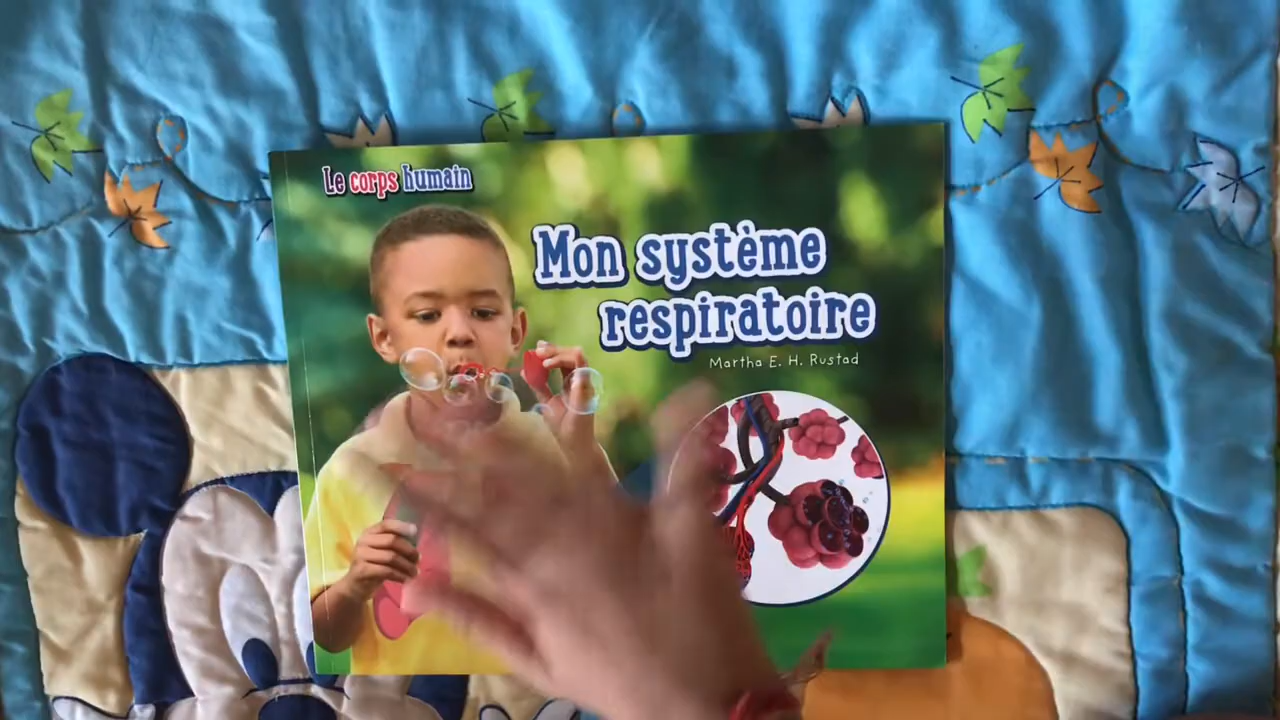 Le corps humain
Mon système
respiratoire
Martha E. H. Rustad